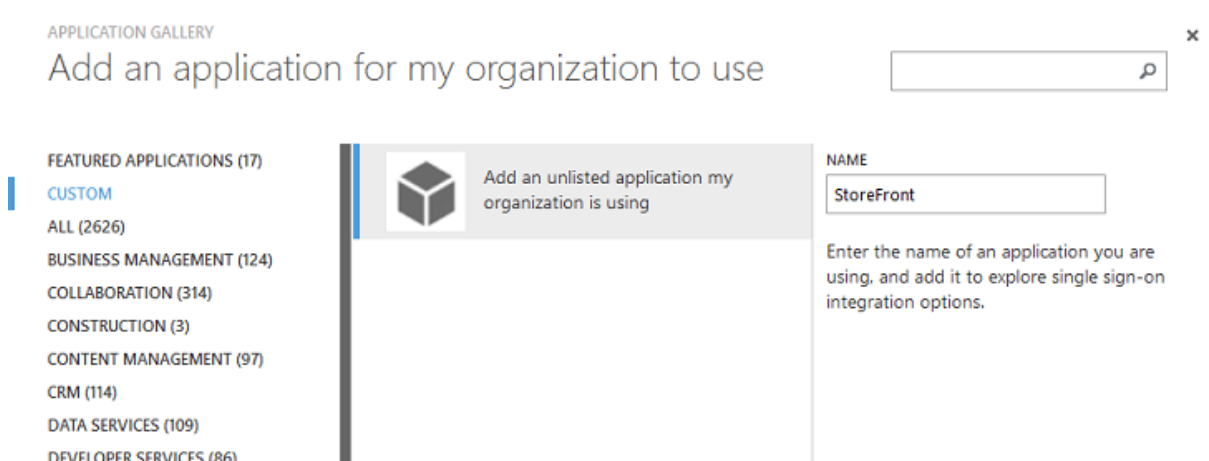 APPLICATION GALLERY
Add an application for my organization to use
FEATURED APPLICATIONS (17)
CUSTOM
ALL (2626)
BUSINESS MANAGEMENT (124)
COLLABORATION (314)
CONSTRUCTION (3)
CONTENT MANAGEMENT (97)
CRM (114)
DATA SERVICES (109)
DEVELOPER SERVICES (86)
Add an unlisted application my
organization is using
NAME
StoreFront
Enter the name of an application you are
using, and add it to explore single sign-on
integration options.